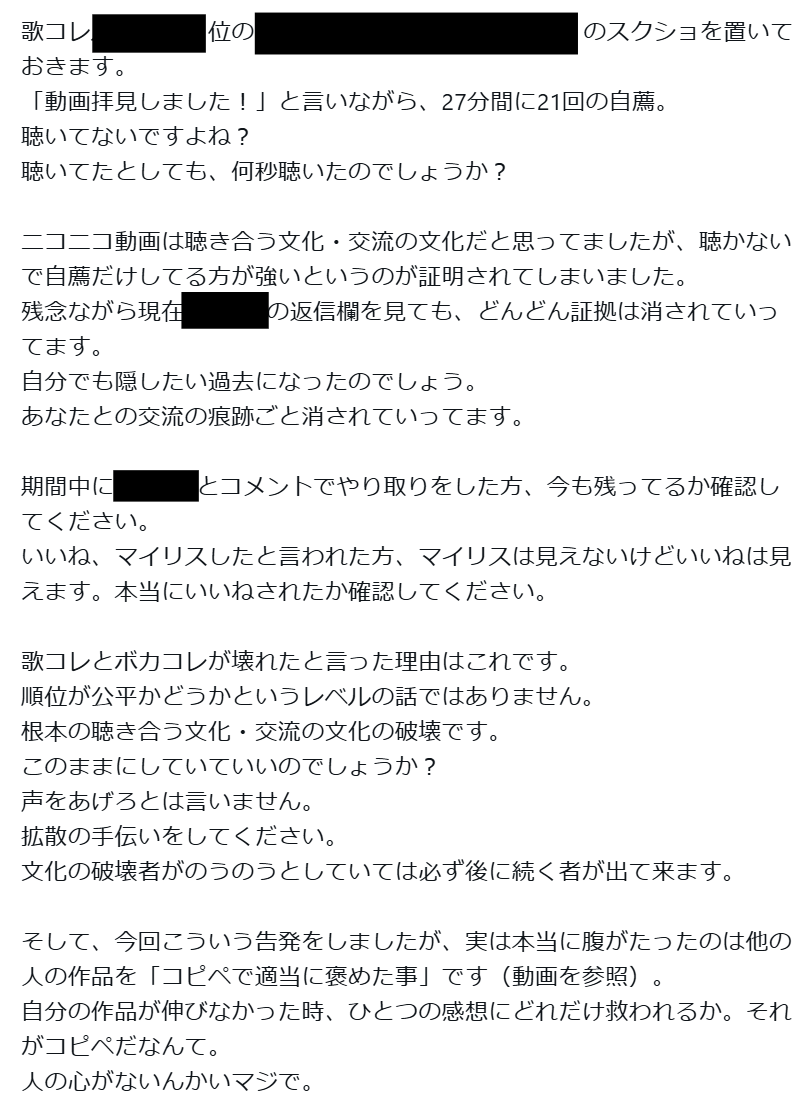 歌コレ 位の のスクショを置いて
おきます。
「動画拝見しました！」と言いながら、27分間に21回の自薦。
聴いてないですよね？
聴いてたとしても、何秒聴いたのでしょうか？
ニコニコ動画は聴き合う文化・交流の文化だと思ってましたが、聴かない
で自薦だけしてる方が強いというのが証明されてしまいました。
残念ながら現在 の返信欄を見ても、どんどん証拠は消されていっ
てます。
自分でも隠したい過去になったのでしょう。
あなたとの交流の痕跡ごと消されていってます。
期間中に とコメントでやり取りをした方、今も残ってるか確認し
てください。
いいね、マイリスしたと言われた方、マイリスは見えないけどいいねは見
えます。本当にいいねされたか確認してください。
歌コレとボカコレが壊れたと言った理由はこれです。
順位が公平かどうかというレベルの話ではありません。
根本の聴き合う文化・交流の文化の破壊です。
このままにしていていいのでしょうか？
声をあげろとは言いません。
拡散の手伝いをしてください。
文化の破壊者がのうのうとしていては必ず後に続く者が出て来ます。
そして、今回こういう告発をしましたが、実は本当に腹がたったのは他の
人の作品を「コピペで適当に褒めた事」です（動画を参照）。
自分の作品が伸びなかった時、ひとつの感想にどれだけ救われるか。それ
がコピペだなんて。
人の心がないんかいマジで。